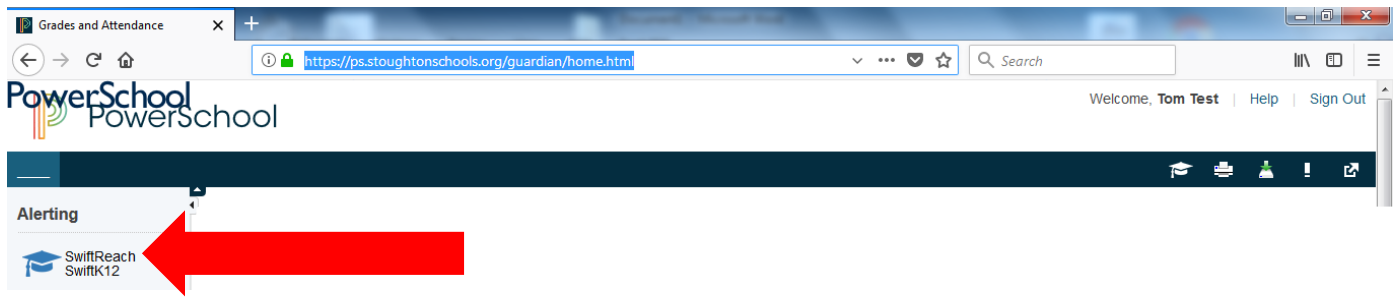 Grades and Attendance
https://ps.stoughtonschools.org/guardian/home.html
Search
PowerSchool
PowerSchool
Welcome, Tom Test | Help | Sign Out
Alerting
SwiftReach
SwiftK12